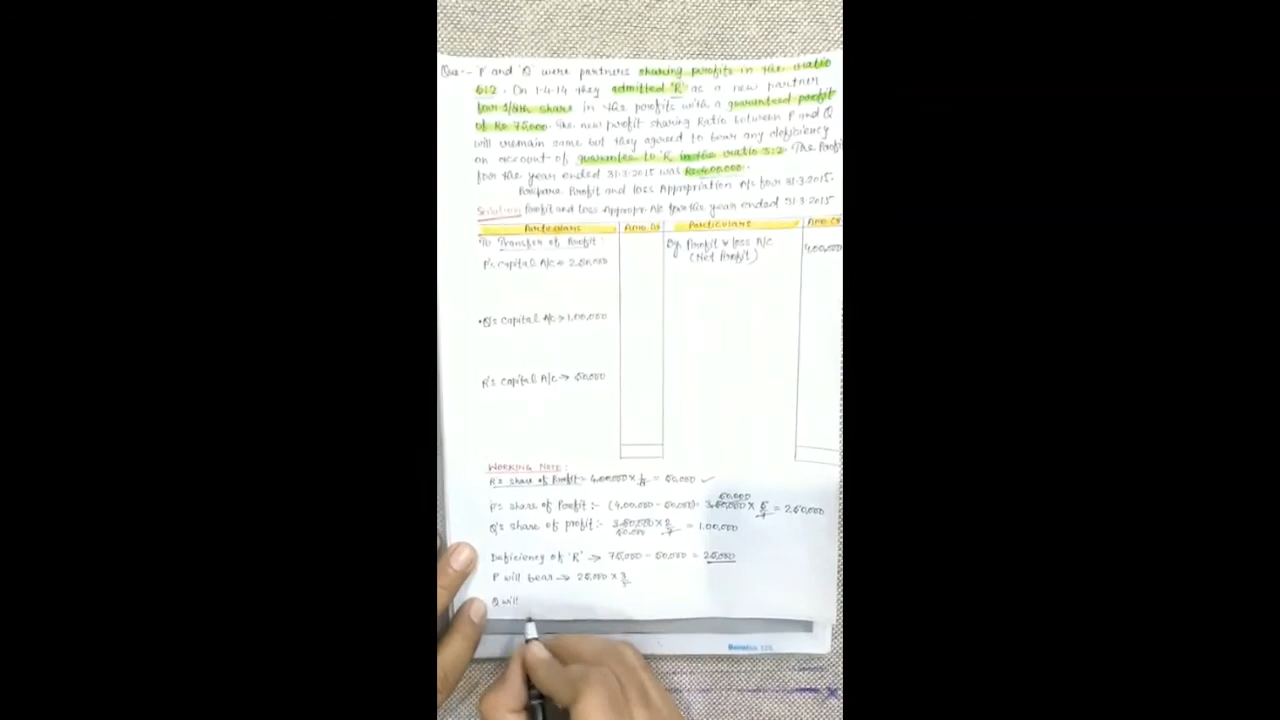 Que:- 'P' and 'Q' were partners sharing profits in the ratio
5:2. On 1-4-14 they admitted 'R' as a new partner
for 1/8th share in the profits with a guaranteed profit
of Rs 75,000. The new profit sharing Ratio between P and Q
will remain same but they agreed to bear any deficiency
on account of guarantee to 'R' in the ratio 3:2. The Profit
for the year ended 31.3.2015 was Rs.4,00,000.
Prepare Profit and loss Appropriation A/c for 31.3.2015.
Solution Profit and loss Appropr. A/c for the year ended 31.3.2015
Particulars Amo. Dr Particulars Amo. Cr
To Transfer of Profit: By Profit & loss A/c 4,00,000
P's capital A/c → 2,50,000 (Net Profit)
Q's capital A/c → 1,00,000
R's capital A/c → 50,000
WORKING NOTE:
R's share of Profit = 4,00,000 × 1/8 = 50,000 ✓
50,000
P's share of Profit:- (4,00,000 - 50,000) = 3,50,000 × 5/7 = 2,50,000
Q's share of profit:- 3,50,000 × 2/7 = 1,00,000
50,000
Deficiency of 'R' → 75,000 - 50,000 = 25,000
P will bear → 25,000 × 3/5
Q will